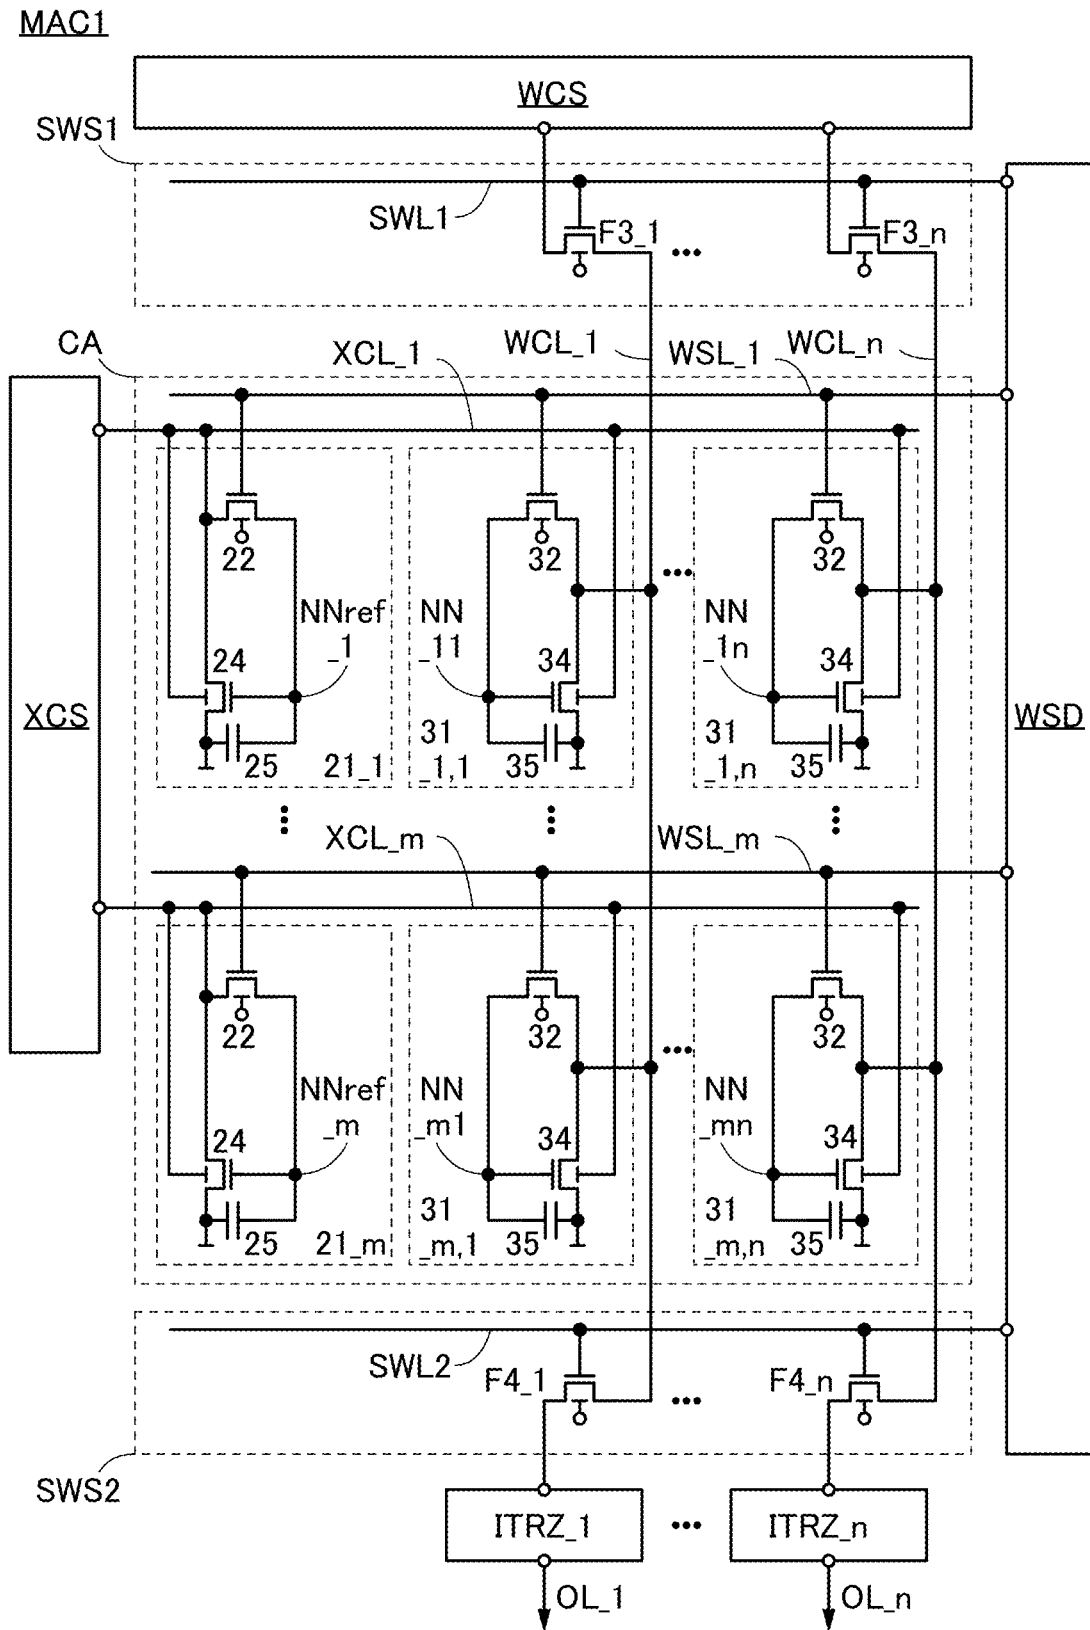 MAC1
WCS
SWS1
SWL1
F3_1
...
F3_n
CA
XCL_1
WCL_1
WSL_1
WCL_n
22
32
32
...
NNref
_1
NN
_11
NN
_1n
24
34
34
XCS
WSD
25
21_1
31
_1,1
35
31
_1,n
35
XCL_m
WSL_m
22
32
32
...
NNref
_m
NN
_m1
NN
_mn
24
34
34
25
21_m
31
_m,1
35
31
_m,n
35
SWL2
F4_1
...
F4_n
SWS2
ITRZ_1
...
ITRZ_n
OL_1
OL_n